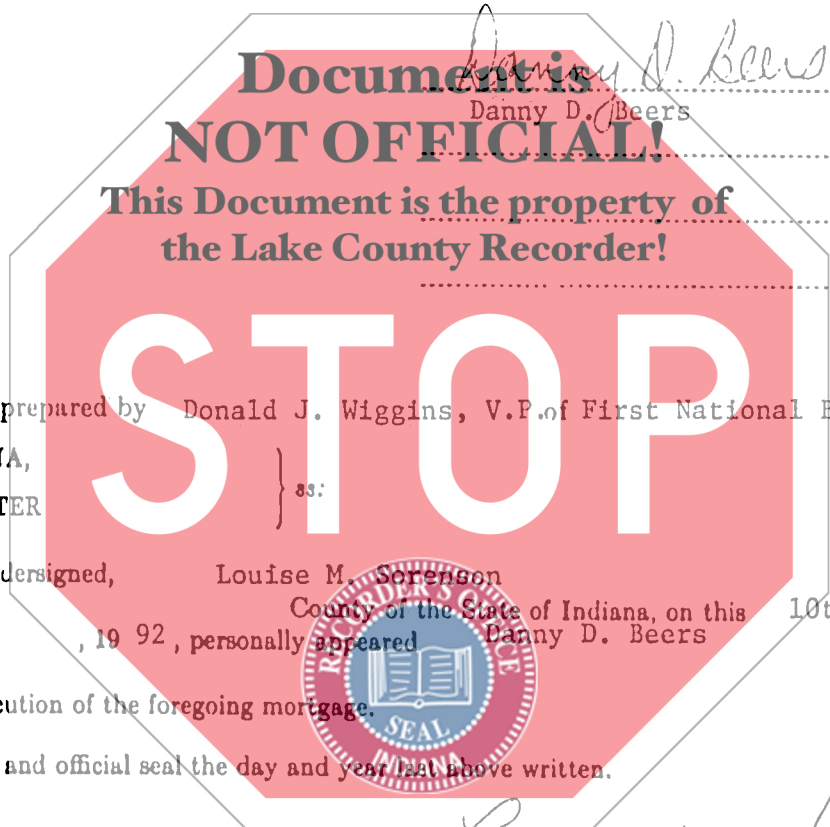 Danny D. Beers
Document is
Danny D. Beers
NOT OFFICIAL!
This Document is the property of
the Lake County Recorder!
STOP
prepared by Donald J. Wiggins, V.P. of First National
ss:
Louise M. Sorenson
County of the State of Indiana, on this 10t
, 19 92, personally appeared Danny D. Beers
of the foregoing mortgage.
and official seal the day and year last above written.
RECORDER'S OFFICE
SEAL
INDIANA